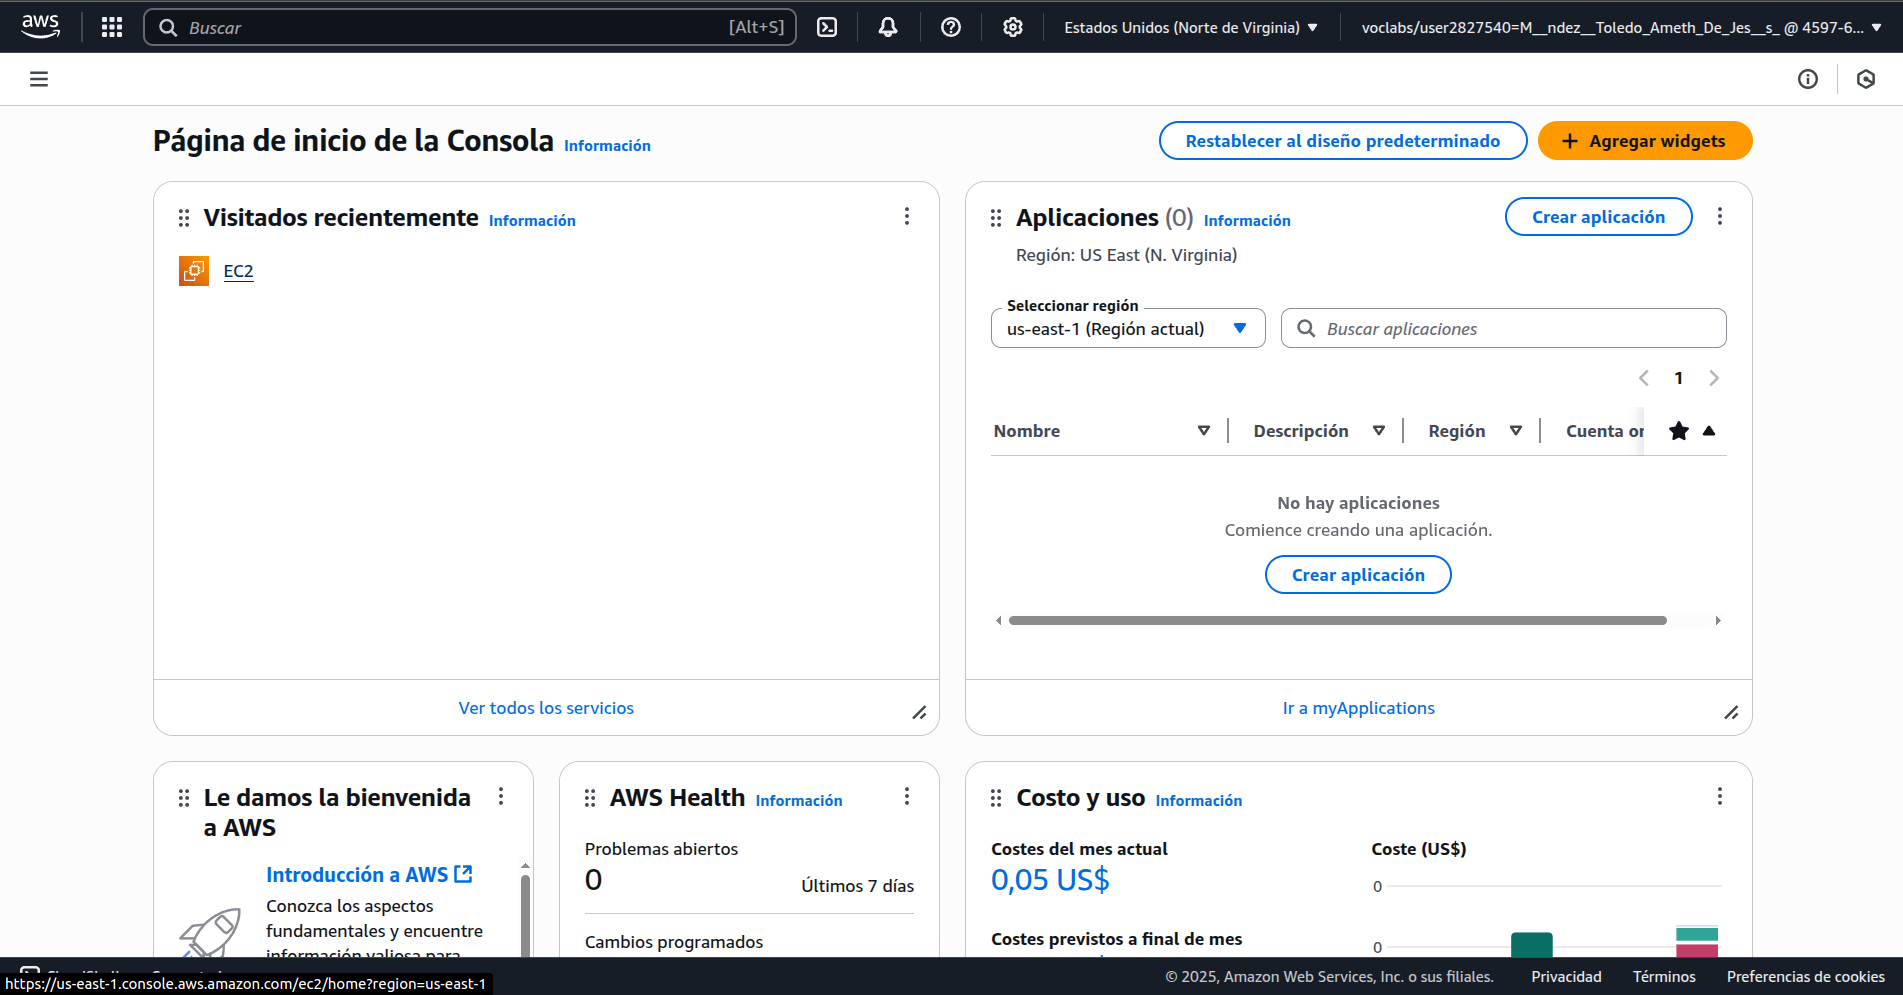 aws
Buscar [Alt+S]
Estados Unidos (Norte de Virginia)
voclabs/user2827540=M__ndez__Toledo_Ameth_De_Jes__s_ @ 4597-6...
Página de inicio de la Consola Información
Restablecer al diseño predeterminado
Agregar widgets
Visitados recientemente Información
EC2
Ver todos los servicios
Aplicaciones (0) Información
Crear aplicación
Región: US East (N. Virginia)
Seleccionar región
us-east-1 (Región actual)
Buscar aplicaciones
1
Nombre Descripción Región Cuenta or
No hay aplicaciones
Comience creando una aplicación.
Crear aplicación
Ir a myApplications
Le damos la bienvenida
a AWS
Introducción a AWS
Conozca los aspectos
fundamentales y encuentre
información valiosa para
AWS Health Información
Problemas abiertos
0
Últimos 7 días
Cambios programados
Costo y uso Información
Costes del mes actual
0,05 US$
Costes previstos a final de mes
Coste (US$)
0
0
https://us-east-1.console.aws.amazon.com/ec2/home?region=us-east-1
© 2025, Amazon Web Services, Inc. o sus filiales.
Privacidad
Términos
Preferencias de cookies